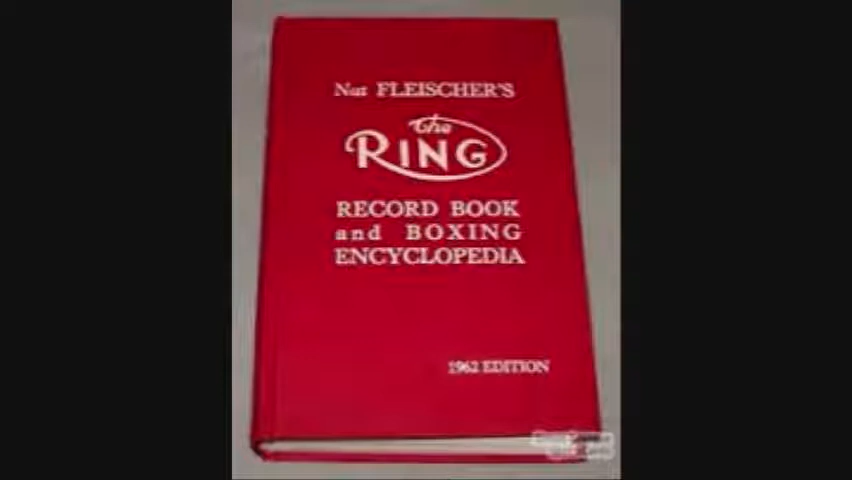 Nat FLEISCHER'S
The
RING
RECORD BOOK
and BOXING
ENCYCLOPEDIA
1962 EDITION